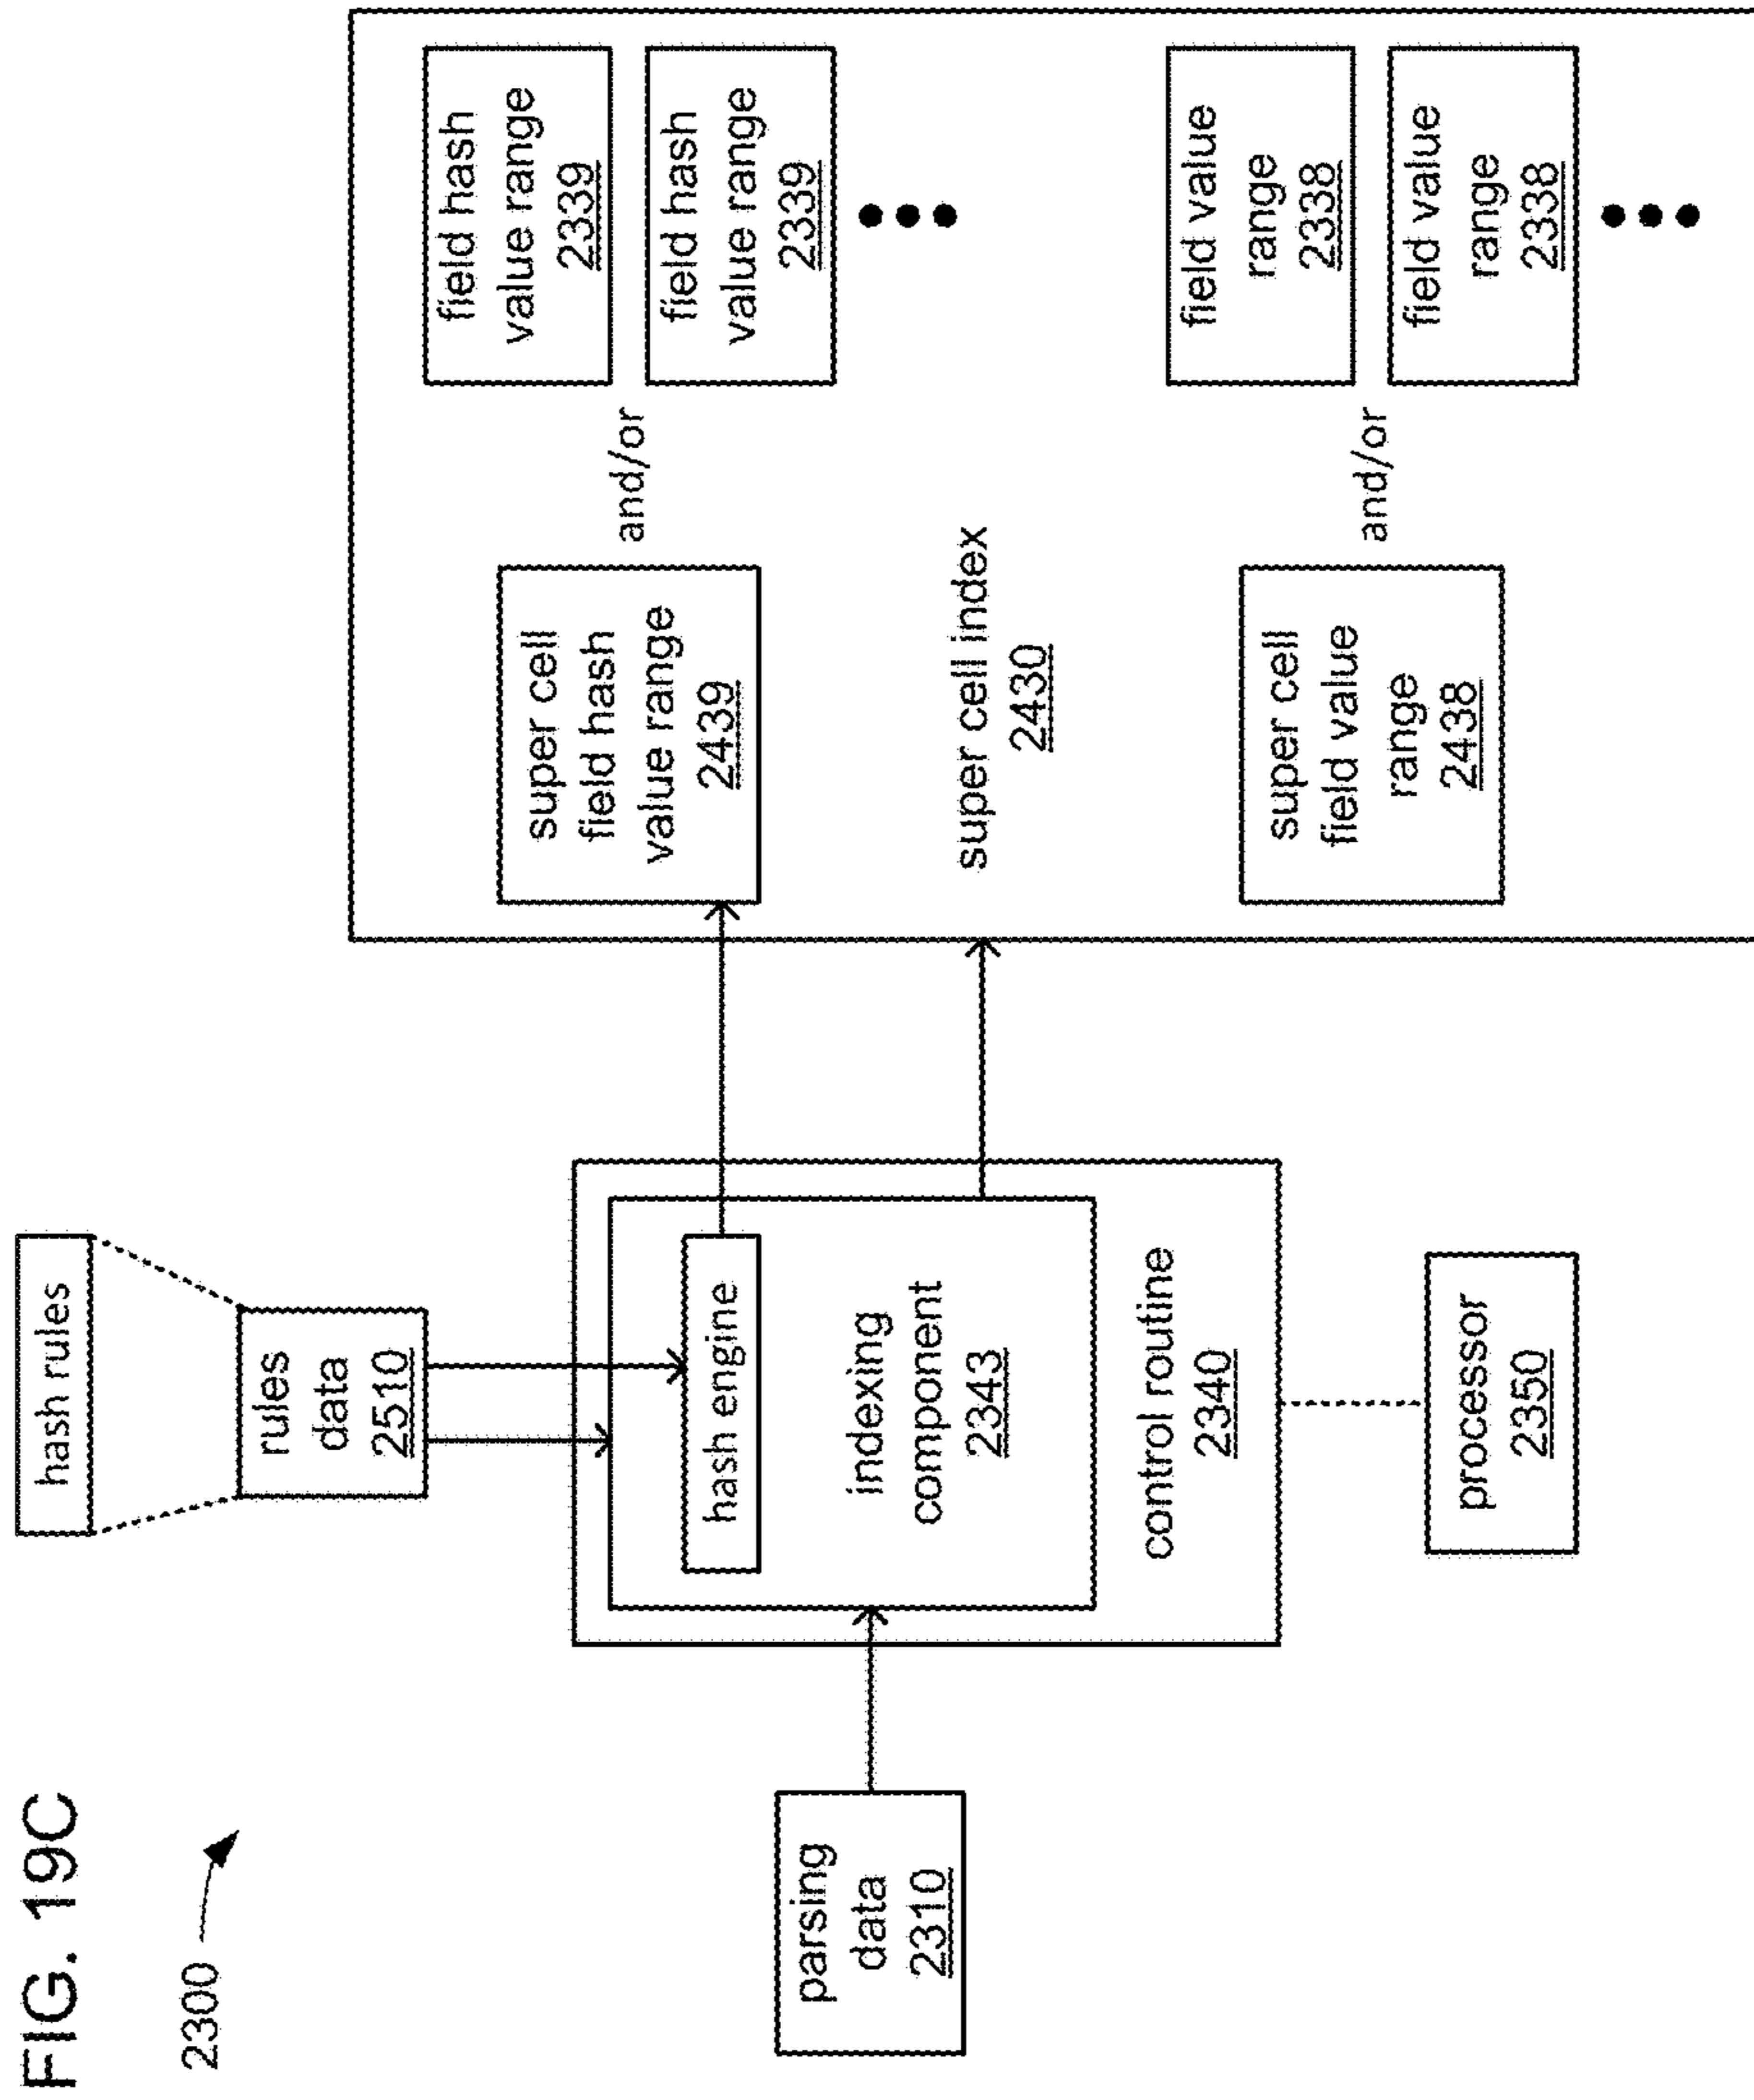 FIG. 19C
2300
hash rules
rules
data
2510
parsing
data
2310
hash engine
indexing
component
2343
control routine
2340
processor
2350
super cell
field hash
value range
2439
and/or
field hash
value range
2339
field hash
value range
2339
super cell index
2430
super cell
field value
range
2438
and/or
field value
range
2338
field value
range
2338